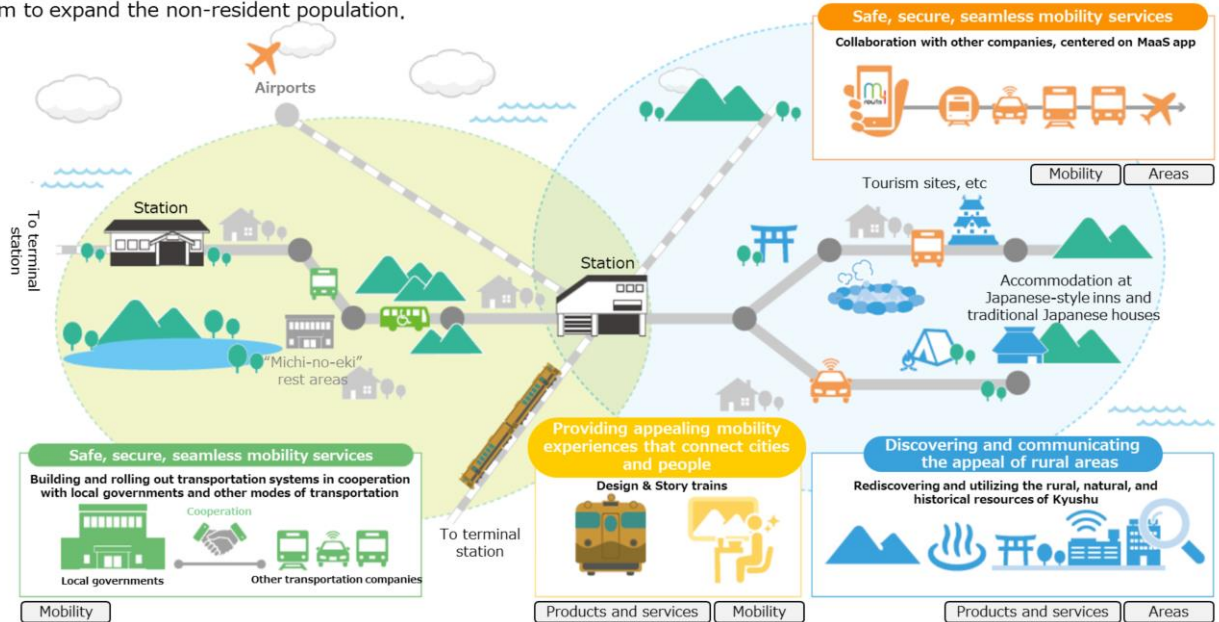 m to expand the non-resident population.
Safe, secure, seamless mobility services
Collaboration with other companies, centered on MaaS app
my route
Mobility
Areas
Airports
To terminal
station
Station
Station
Tourism sites, etc
Accommodation at
Japanese-style inns and
traditional Japanese houses
"Michi-no-eki"
rest areas
To terminal
station
Safe, secure, seamless mobility services
Building and rolling out transportation systems in cooperation
with local governments and other modes of transportation
Cooperation
Local governments
Other transportation companies
Mobility
Providing appealing mobility
experiences that connect cities
and people
Design & Story trains
Products and services
Mobility
Discovering and communicating
the appeal of rural areas
Rediscovering and utilizing the rural, natural, and
historical resources of Kyushu
Products and services
Areas